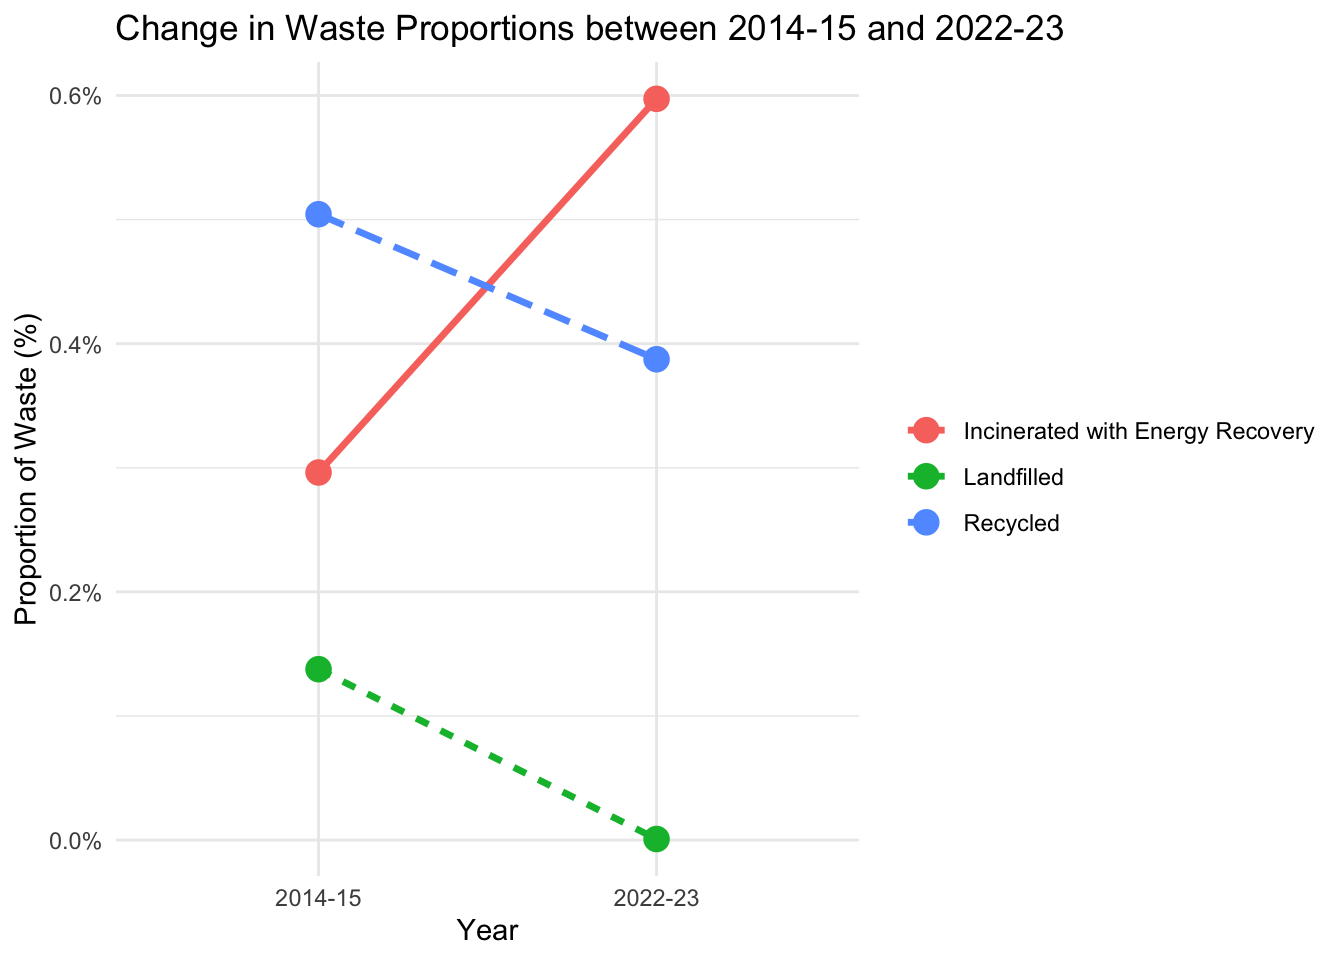 Change in Waste Proportions between 2014-15 and 2022-23
Proportion of Waste (%)
0.6%
0.4%
0.2%
0.0%
2014-15
2022-23
Year
Incinerated with Energy Recovery
Landfilled
Recycled